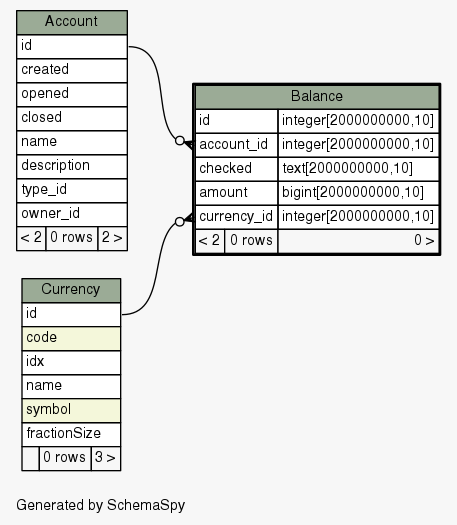 Account
id
created
opened
closed
name
description
type_id
owner_id
< 2 0 rows 2 >
Balance
id integer[2000000000,10]
account_id integer[2000000000,10]
checked text[2000000000,10]
amount bigint[2000000000,10]
currency_id integer[2000000000,10]
< 2 0 rows 0 >
Currency
id
code
idx
name
symbol
fractionSize
0 rows 3 >
Generated by SchemaSpy